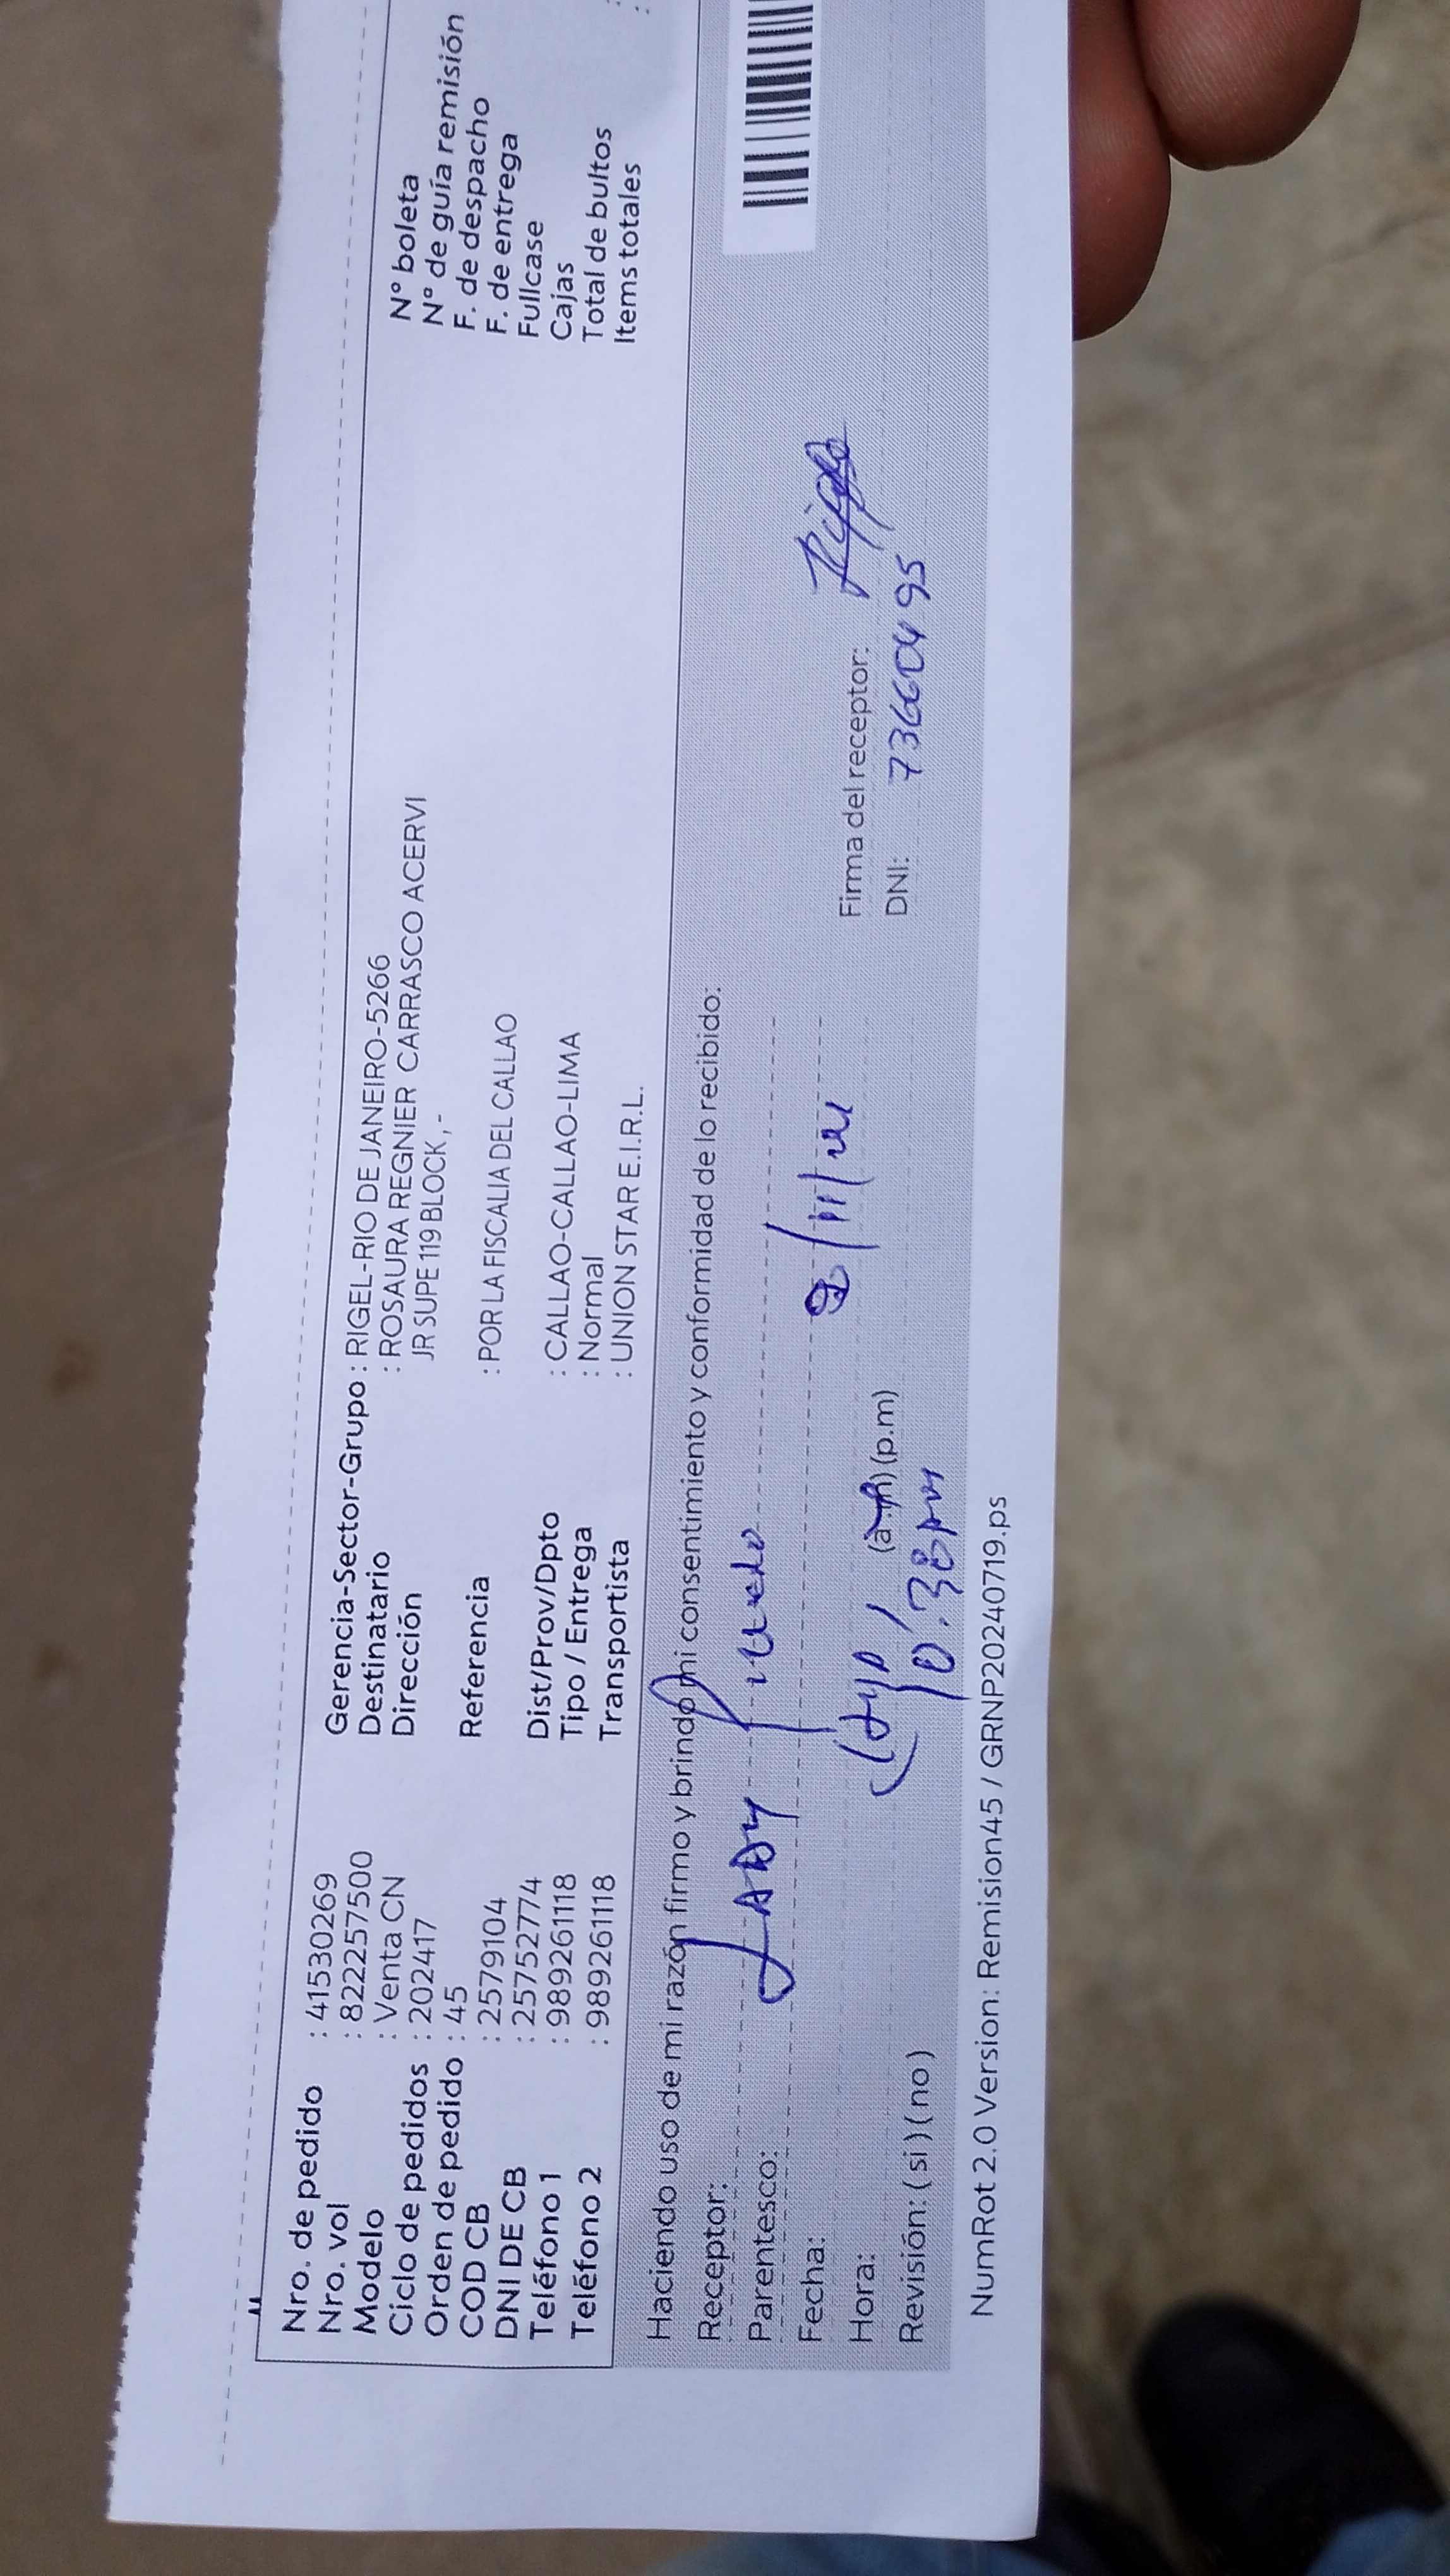 Nro. de pedido : 41530269
Nro. vol : 8222257500
Modelo : Venta CN
Ciclo de pedidos : 202417
Orden de pedido : 45
COD CB : 2579104
DNI DE CB : 25752774
Teléfono 1 : 989261118
Teléfono 2 : 989261118
Gerencia-Sector-Grupo : RIGEL-RIO DE JANEIRO-5266
Destinatario : ROSAURA REGNIER CARRASCO ACERVI
Dirección JR SUPE 119 BLOCK , -
Referencia : POR LA FISCALIA DEL CALLAO
Dist/Prov/Dpto : CALLAO-CALLAO-LIMA
Tipo / Entrega : Normal
Transportista : UNION STAR E.I.R.L.
N° boleta
N° de guía remisión
F. de despacho
F. de entrega
Fullcase
Cajas
Total de bultos
Items totales :
Haciendo uso de mi razón firmo y brindo mi consentimiento y conformidad de lo recibido:
Receptor: LADY
Parentesco:
Fecha:
Hora: (a.m) (p.m)
Revisión: ( si ) ( no )
Firma del receptor:
DNI: 73660495
NumRot 2.0 Version: Remision45 / GRNP20240719.ps